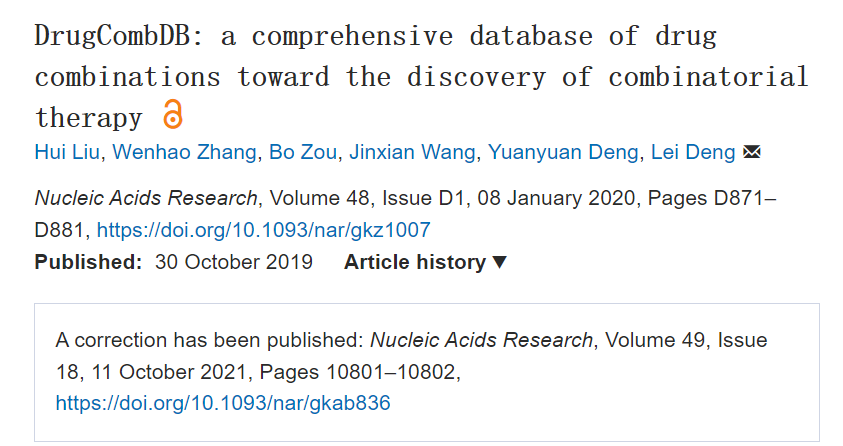 DrugCombDB: a comprehensive database of drug
combinations toward the discovery of combinatorial
therapy
Hui Liu, Wenhao Zhang, Bo Zou, Jinxian Wang, Yuanyuan Deng, Lei Deng
Nucleic Acids Research, Volume 48, Issue D1, 08 January 2020, Pages D871–
D881, https://doi.org/10.1093/nar/gkz1007
Published: 30 October 2019 Article history ▼
A correction has been published: Nucleic Acids Research, Volume 49, Issue
18, 11 October 2021, Pages 10801–10802,
https://doi.org/10.1093/nar/gkab836